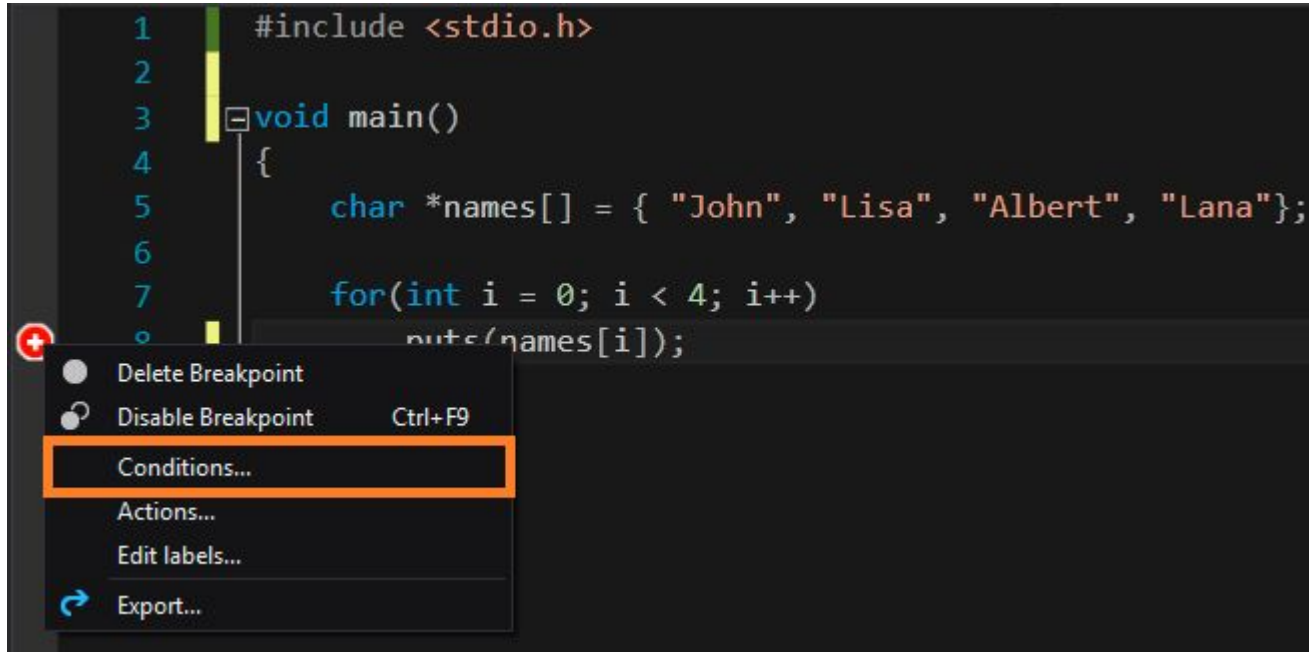 1 #include <stdio.h>
2
3 void main()
4 {
5 char *names[] = { "John", "Lisa", "Albert", "Lana"};
6
7 for(int i = 0; i < 4; i++)
8 puts(names[i]);
Delete Breakpoint
Disable Breakpoint Ctrl+F9
Conditions...
Actions...
Edit labels...
Export...